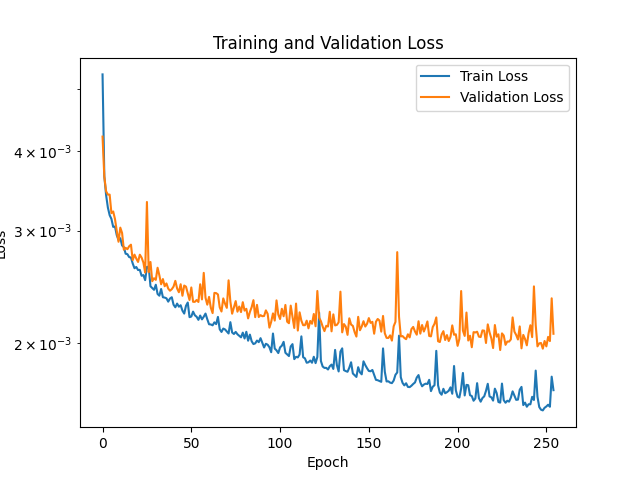 Training and Validation Loss
Train Loss
Validation Loss
4 × 10⁻³
3 × 10⁻³
2 × 10⁻³
Loss
0 50 100 150 200 250
Epoch